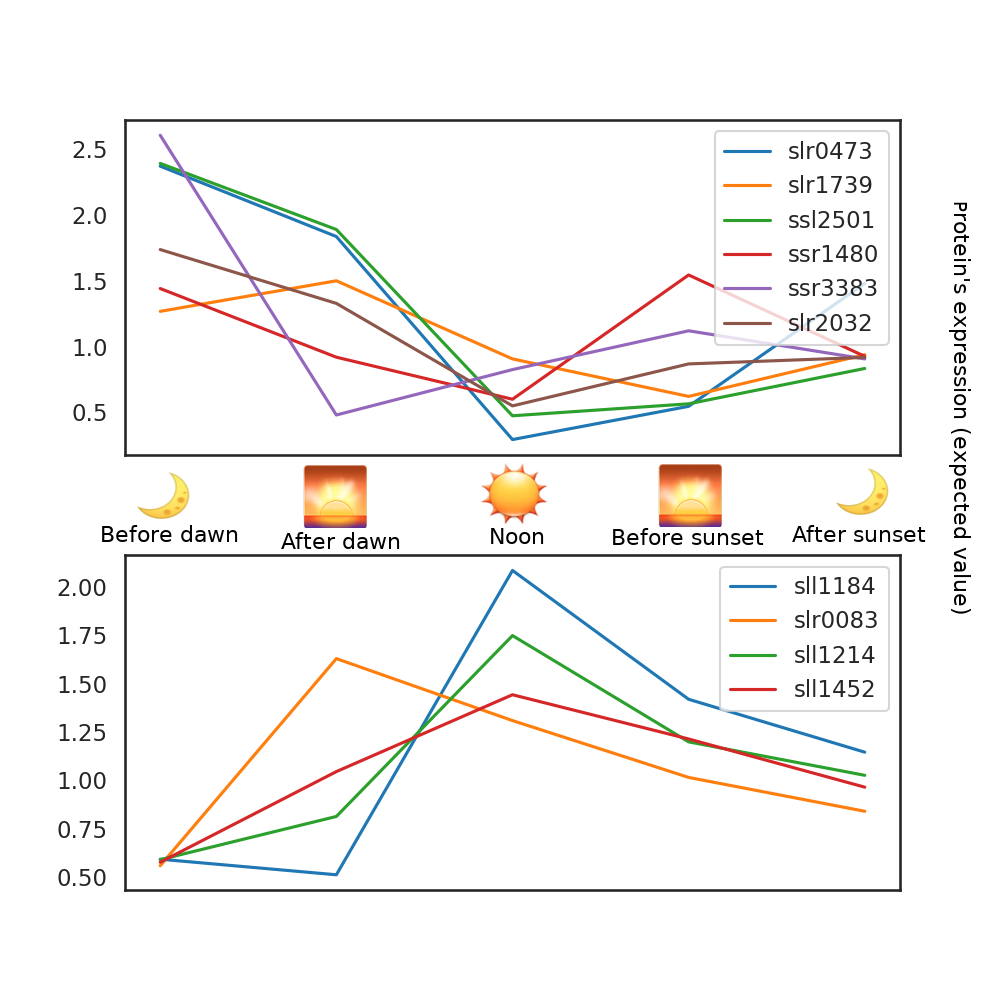 2.5
2.0
1.5
1.0
0.5
slr0473
slr1739
ssl2501
ssr1480
ssr3383
slr2032
Before dawn
After dawn
Noon
Before sunset
After sunset
2.00
1.75
1.50
1.25
1.00
0.75
0.50
sll1184
slr0083
sll1214
sll1452
Protein's expression (expected value)